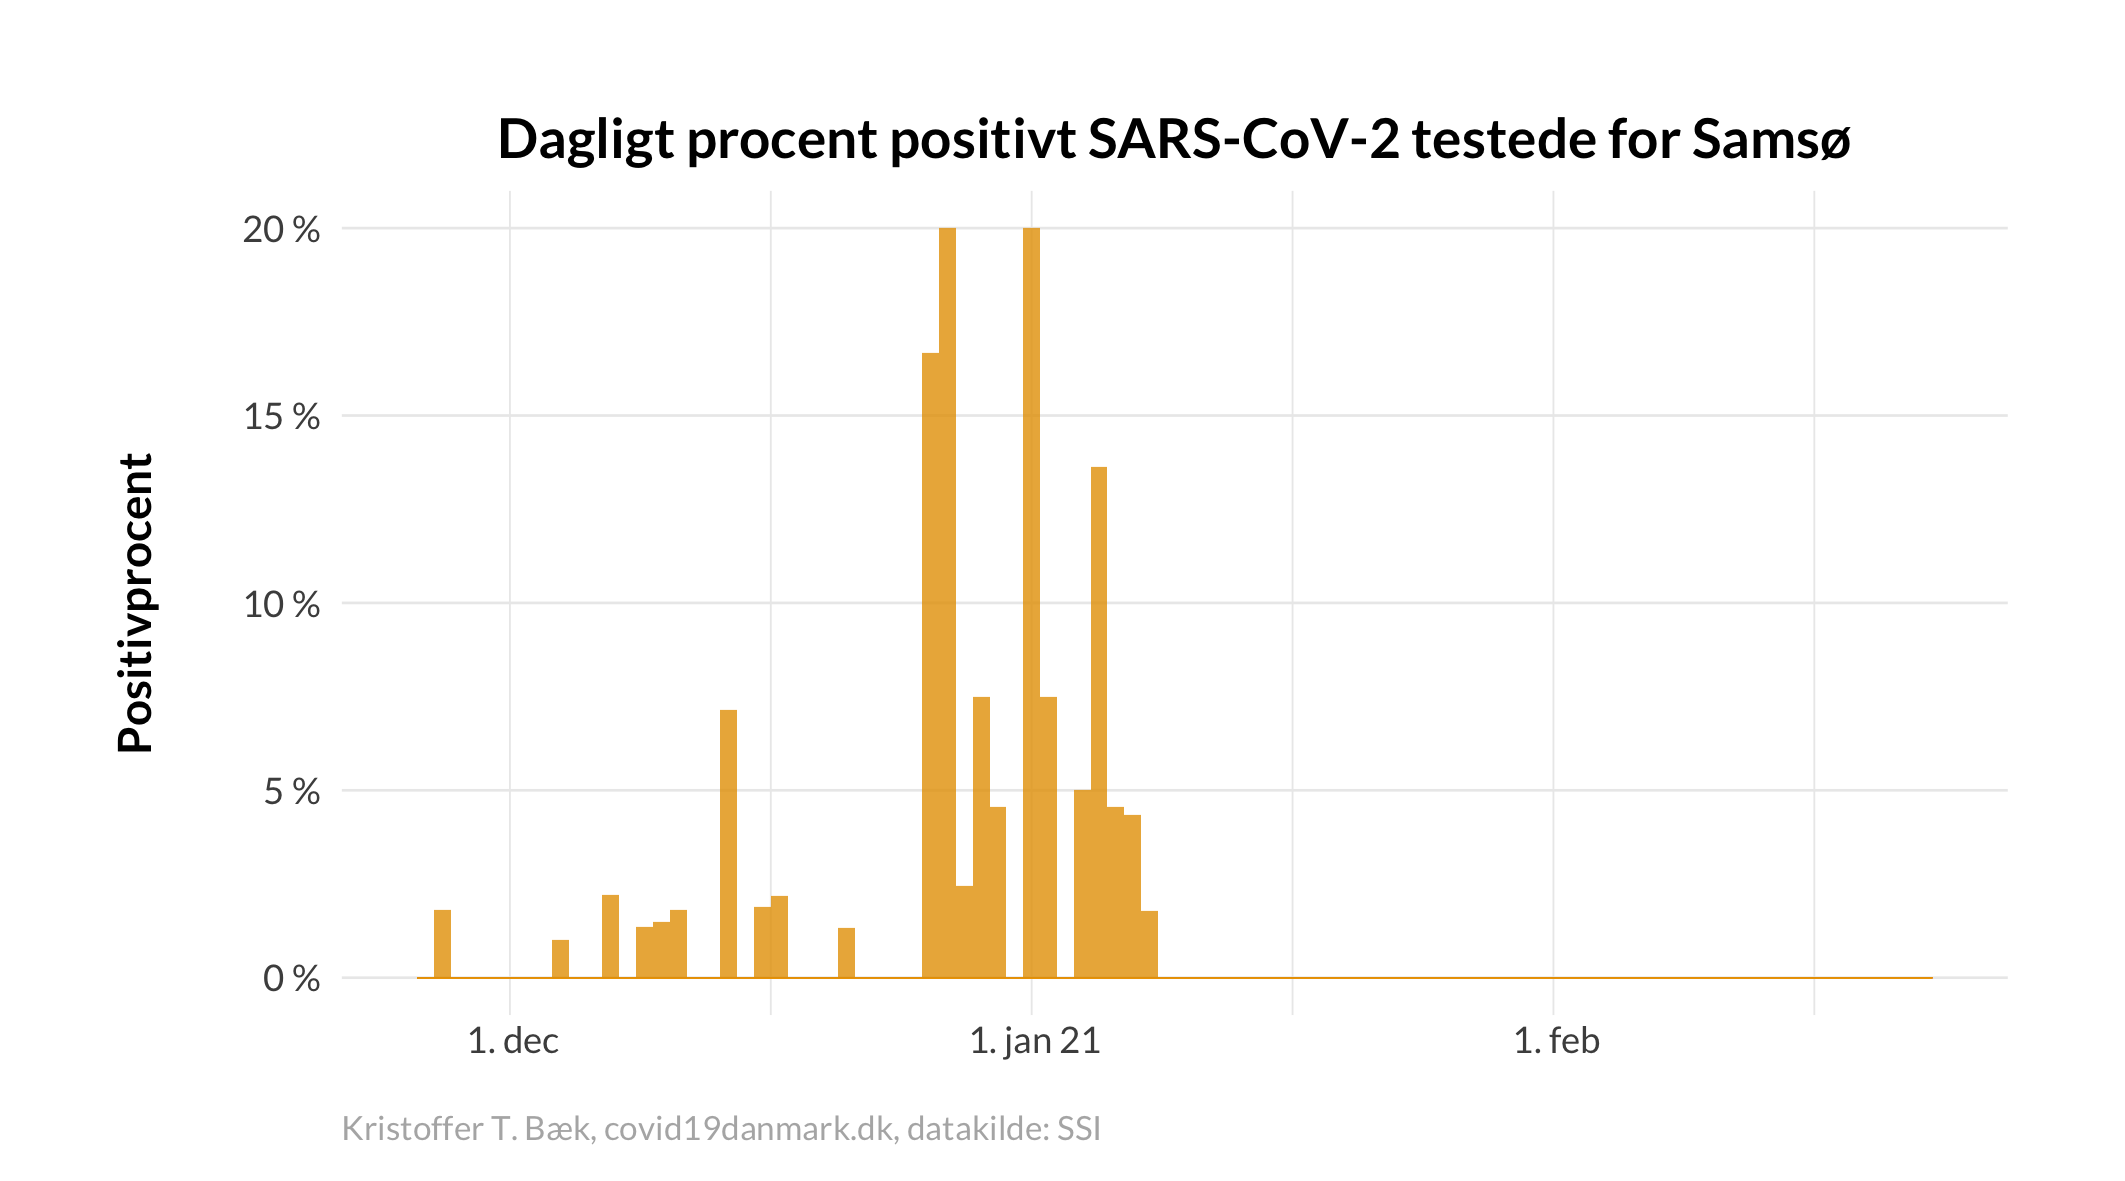 Dagligt procent positivt SARS-CoV-2 testede for Samsø
Positivprocent
20 %
15 %
10 %
5 %
0 %
1. dec
1. jan 21
1. feb
Kristoffer T. Bæk, covid19danmark.dk, datakilde: SSI